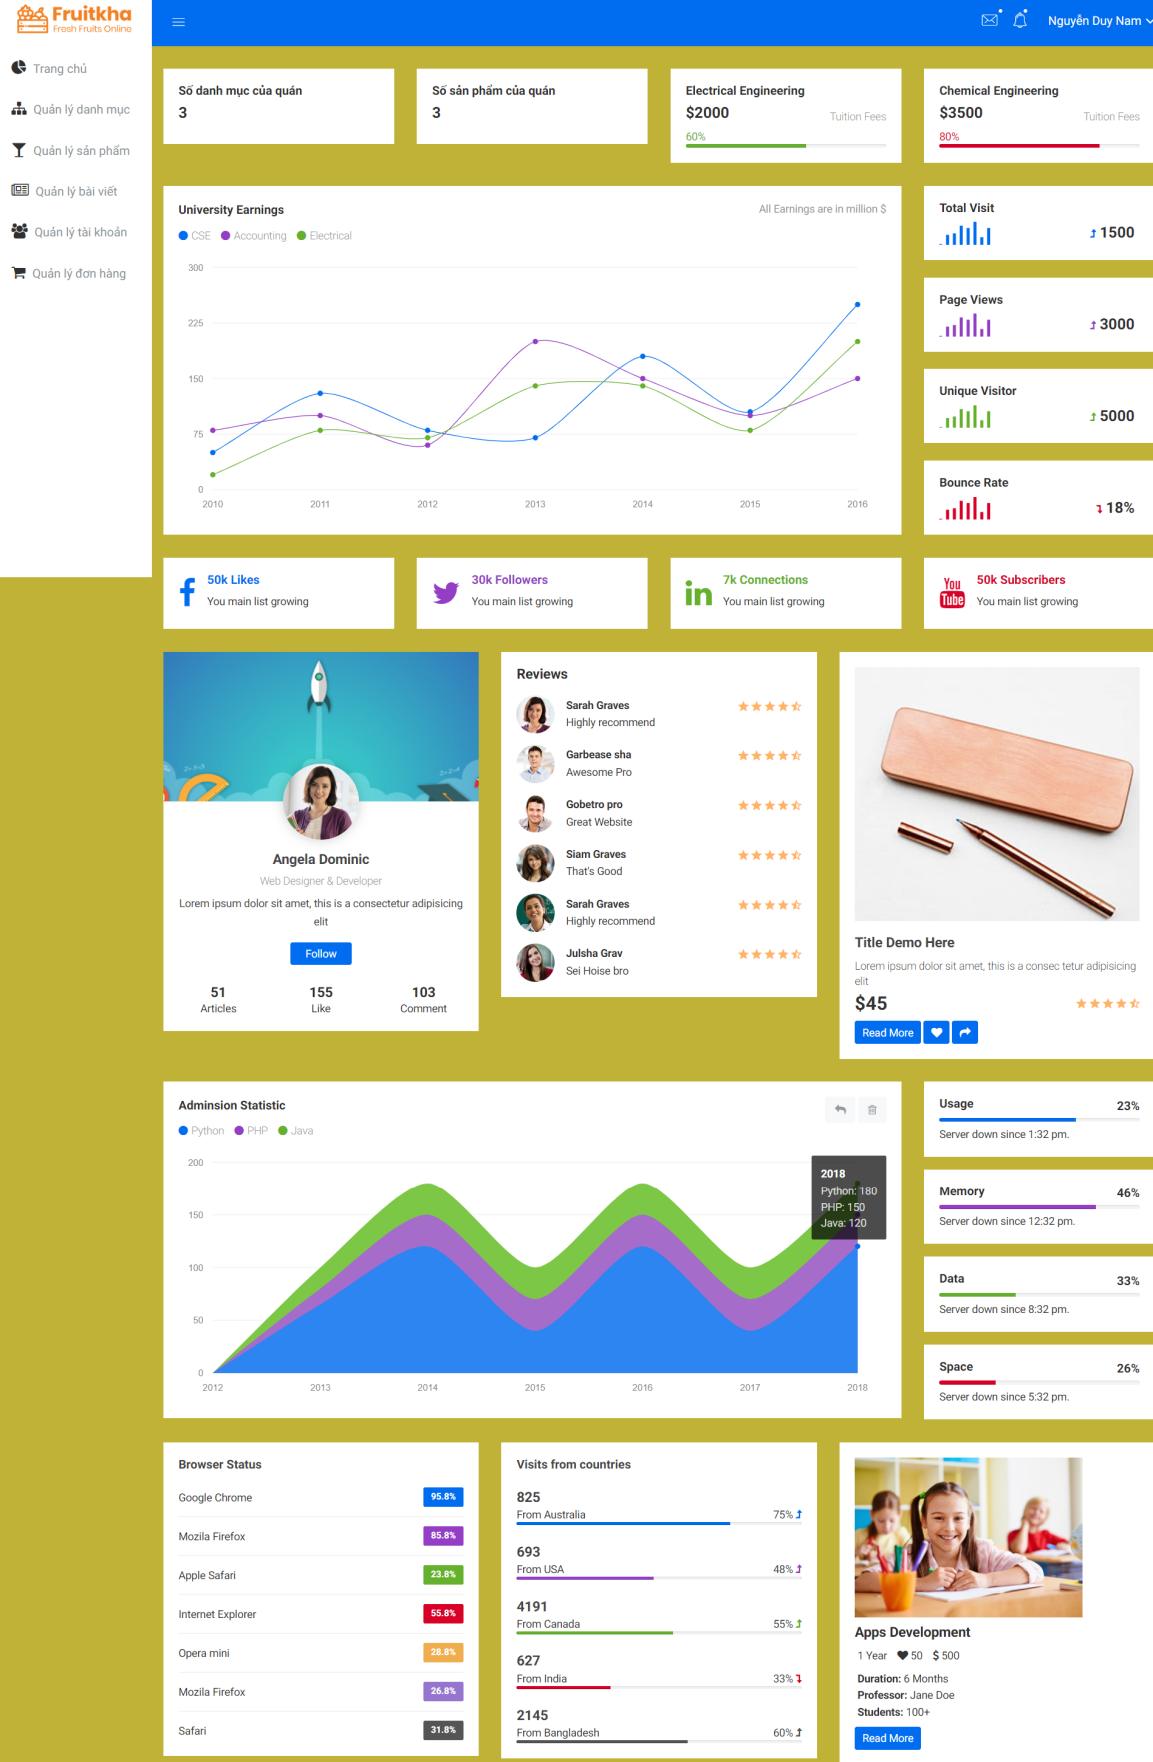 Fruitkha
Fresh Fruits Online
Nguyễn Duy Nam
Trang chủ
Quản lý danh mục
Quản lý sản phẩm
Quản lý bài viết
Quản lý tài khoản
Quản lý đơn hàng
Số danh mục của quán
3
Số sản phẩm của quán
3
Electrical Engineering
$2000 Tuition Fees
60%
Chemical Engineering
$3500 Tuition Fees
80%
University Earnings
All Earnings are in million $
CSE Accounting Electrical
300
225
150
75
0
2010 2011 2012 2013 2014 2015 2016
Total Visit
1500
Page Views
3000
Unique Visitor
5000
Bounce Rate
18%
50k Likes
You main list growing
30k Followers
You main list growing
7k Connections
You main list growing
You
Tube
50k Subscribers
You main list growing
2+3=5
2+2=4
Angela Dominic
Web Designer & Developer
Lorem ipsum dolor sit amet, this is a consectetur adipisicing
elit
Follow
51 155 103
Articles Like Comment
Reviews
Sarah Graves
Highly recommend
Garbease sha
Awesome Pro
Gobetro pro
Great Website
Siam Graves
That's Good
Sarah Graves
Highly recommend
Julsha Grav
Sei Hoise bro
Title Demo Here
Lorem ipsum dolor sit amet, this is a consec tetur adipisicing
elit
$45
Read More
Adminsion Statistic
Python PHP Java
200
150
100
50
0
2012 2013 2014 2015 2016 2017 2018
2018
Python: 180
PHP: 150
Java: 120
Usage 23%
Server down since 1:32 pm.
Memory 46%
Server down since 12:32 pm.
Data 33%
Server down since 8:32 pm.
Space 26%
Server down since 5:32 pm.
Browser Status
Google Chrome 95.8%
Mozila Firefox 85.8%
Apple Safari 23.8%
Internet Explorer 55.8%
Opera mini 28.8%
Mozila Firefox 26.8%
Safari 31.8%
Visits from countries
825
From Australia 75%
693
From USA 48%
4191
From Canada 55%
627
From India 33%
2145
From Bangladesh 60%
Apps Development
1 Year 50 $ 500
Duration: 6 Months
Professor: Jane Doe
Students: 100+
Read More